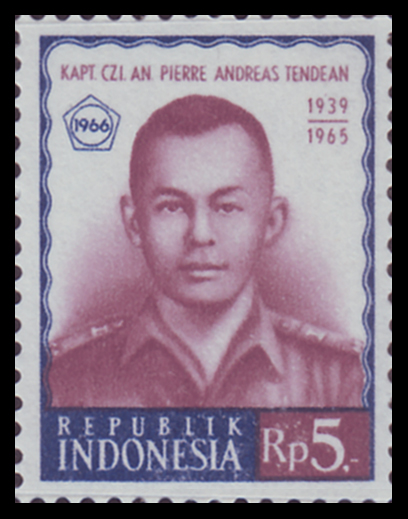 KAPT. CZI. AN. PIERRE ANDREAS TENDEAN
1966
1939
1965
REPUBLIK
INDONESIA
Rp5,-